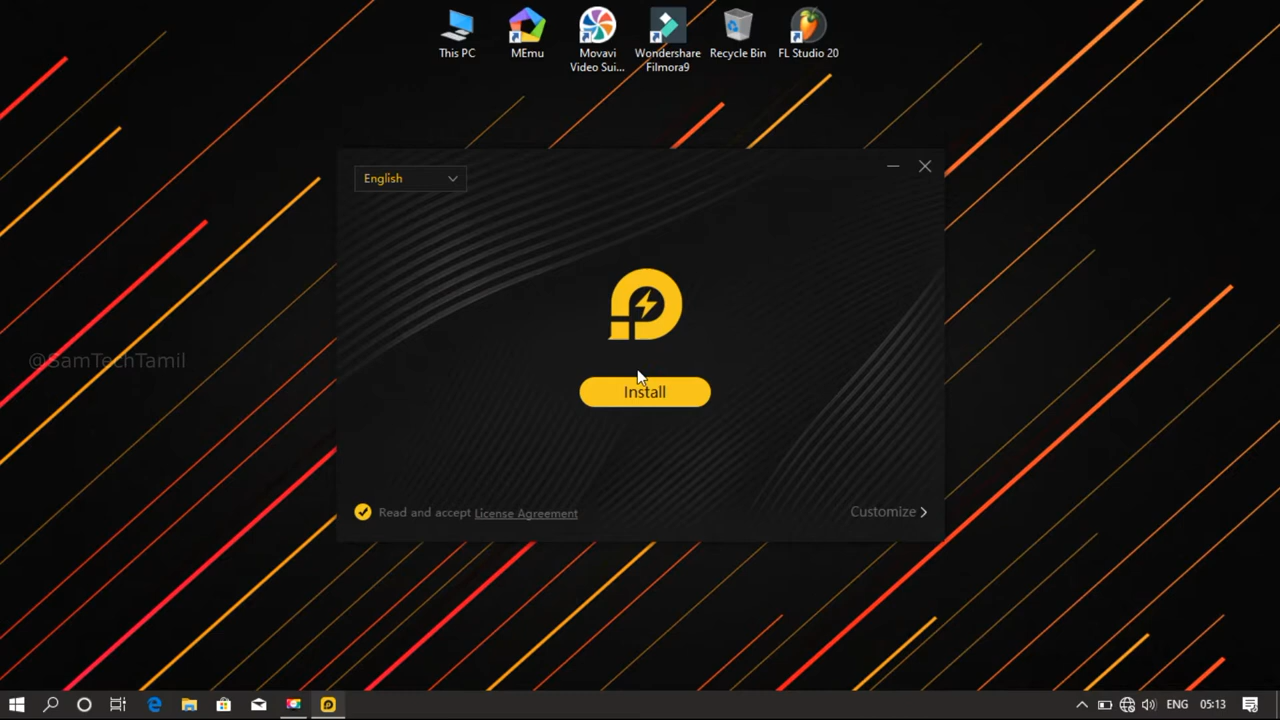 This PC
MEmu
Movavi
Video Sui...
Wondershare
Filmora9
Recycle Bin
FL Studio 20
English
@SamTechTamil
Install
Read and accept License Agreement
Customize
ENG
05:13